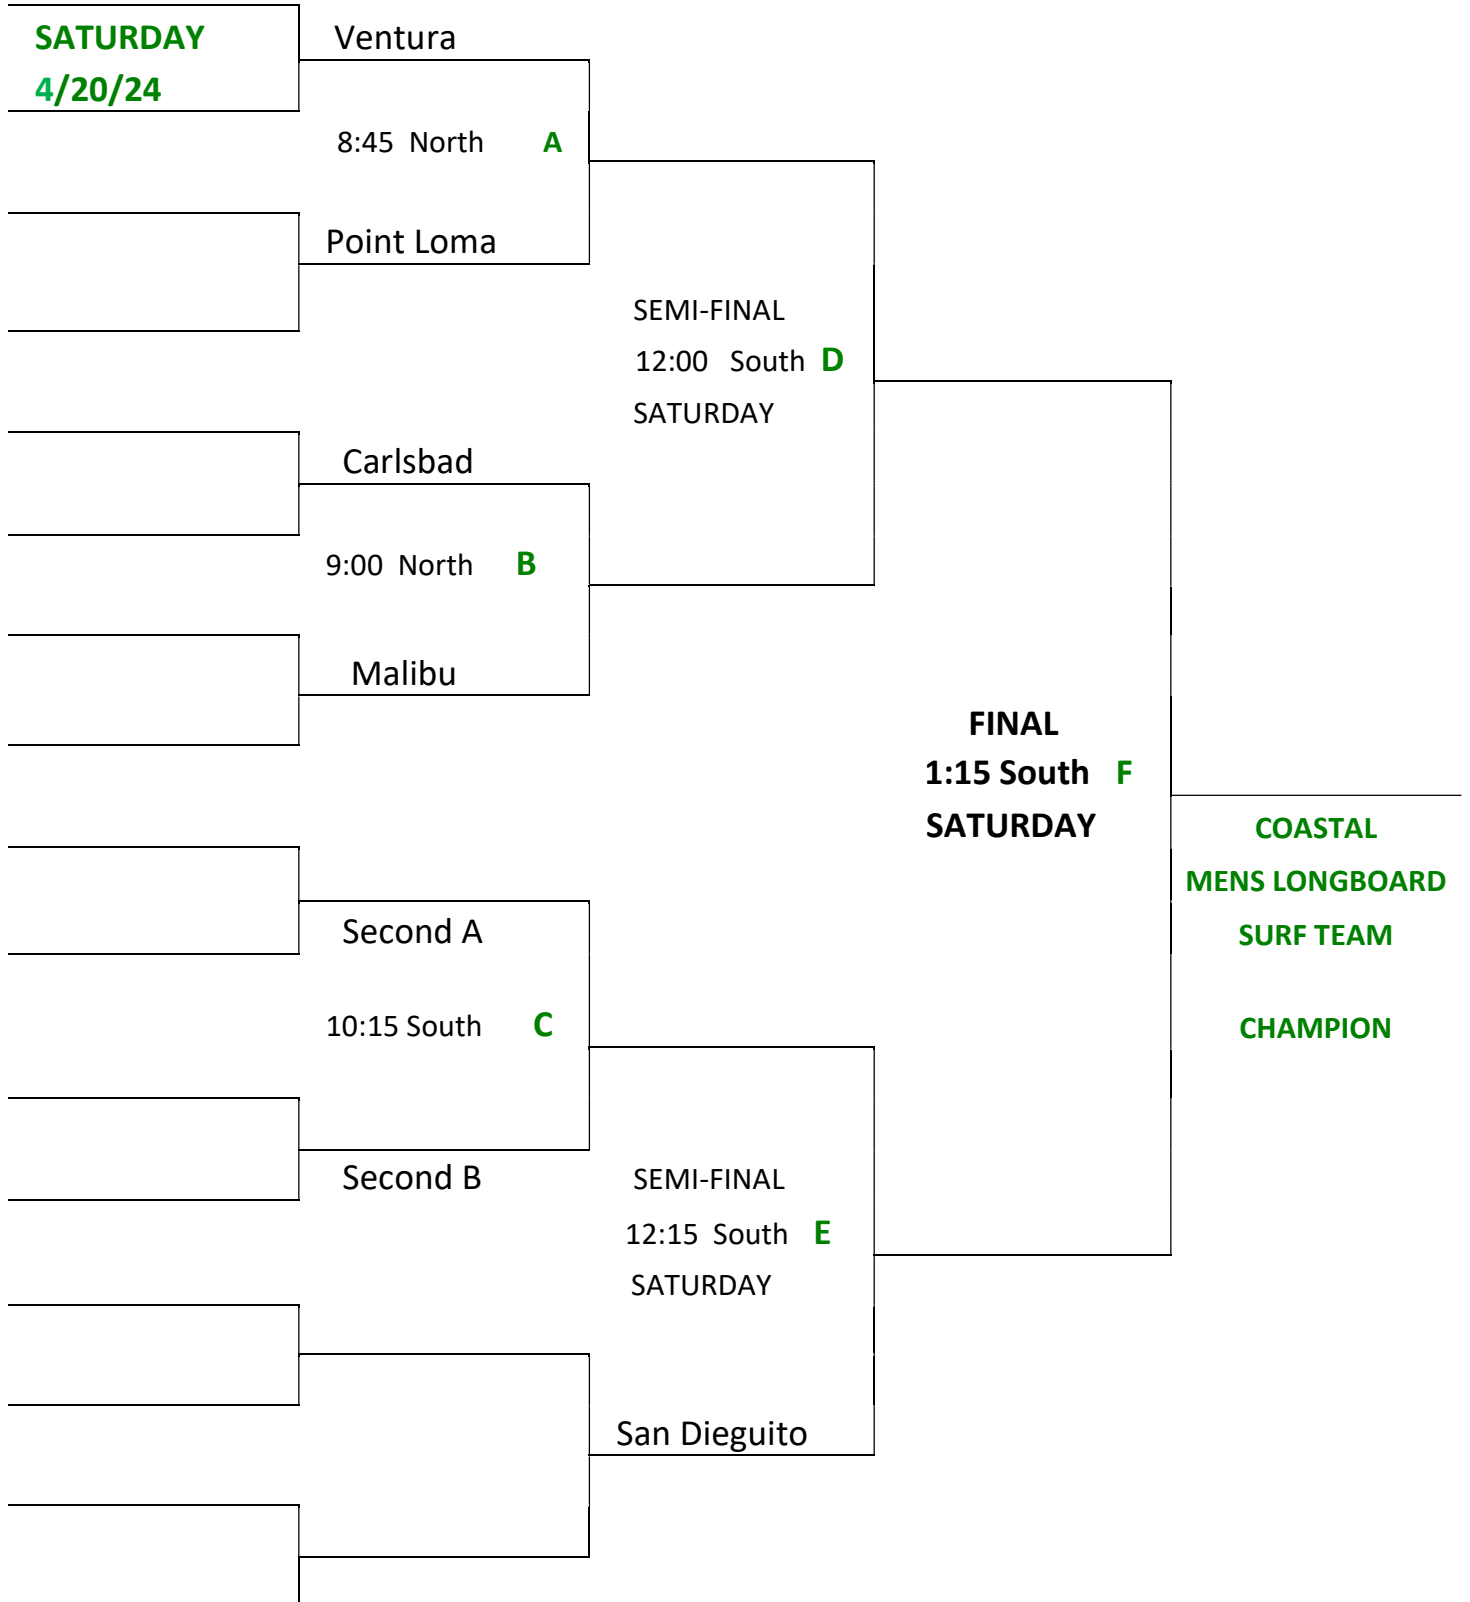 SATURDAY
4/20/24
Ventura
8:45 North A
Point Loma
SEMI-FINAL
12:00 South D
SATURDAY
Carlsbad
9:00 North B
Malibu
FINAL
1:15 South F
SATURDAY
COASTAL
MENS LONGBOARD
SURF TEAM
CHAMPION
Second A
10:15 South C
Second B
SEMI-FINAL
12:15 South E
SATURDAY
San Dieguito